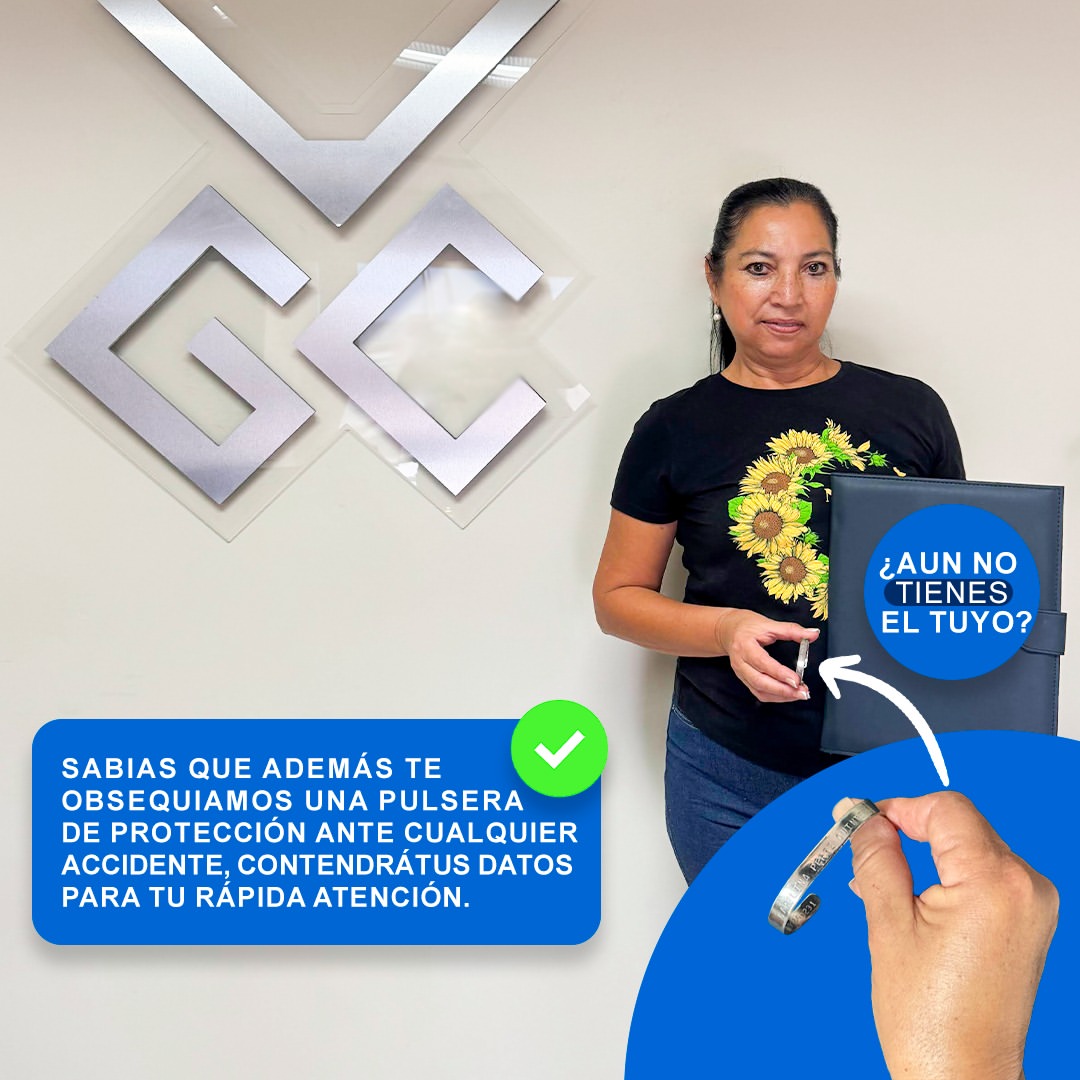 GC
¿AUN NO
TIENES
EL TUYO?
SABIAS QUE ADEMÁS TE
OBSEQUIAMOS UNA PULSERA
DE PROTECCIÓN ANTE CUALQUIER
ACCIDENTE, CONTENDRÁTUS DATOS
PARA TU RÁPIDA ATENCIÓN.